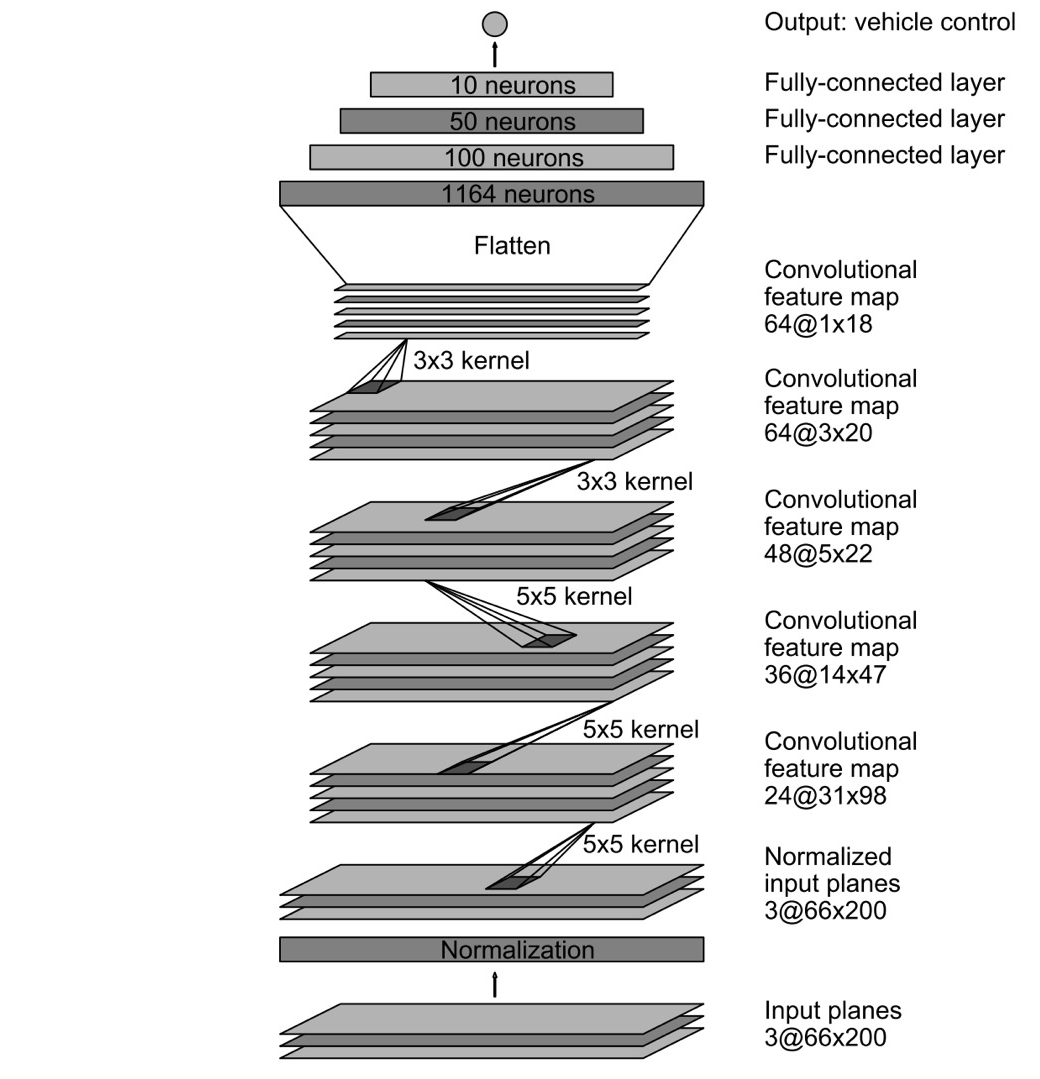 Output: vehicle control
10 neurons
Fully-connected layer
50 neurons
Fully-connected layer
100 neurons
Fully-connected layer
1164 neurons
Flatten
Convolutional
feature map
64@1x18
3x3 kernel
Convolutional
feature map
64@3x20
3x3 kernel
Convolutional
feature map
48@5x22
5x5 kernel
Convolutional
feature map
36@14x47
5x5 kernel
Convolutional
feature map
24@31x98
5x5 kernel
Normalized
input planes
3@66x200
Normalization
Input planes
3@66x200